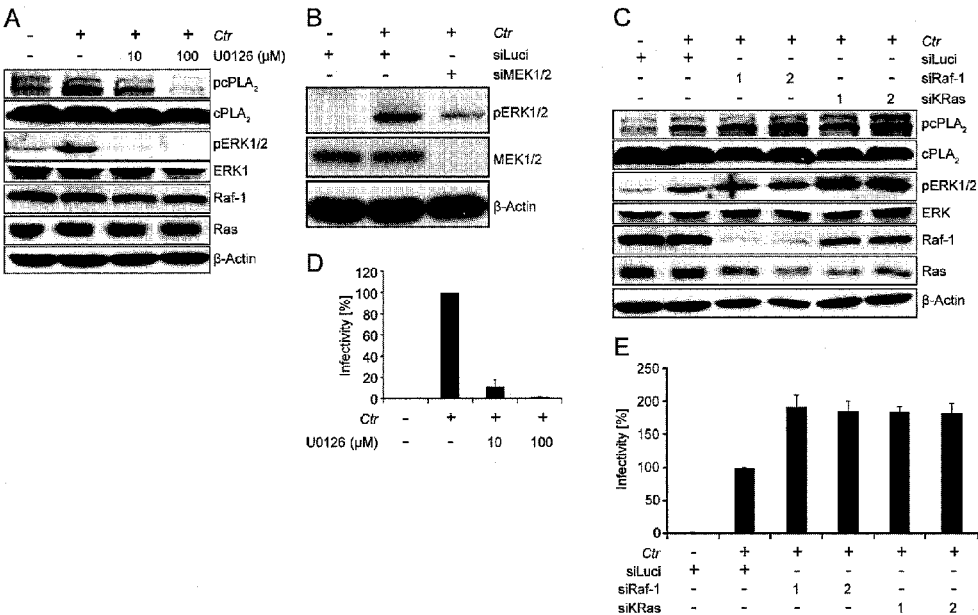 A
- + + + Ctr
- - 10 100 U0126 (µM)
pcPLA2
cPLA2
pERK1/2
ERK1
Raf-1
Ras
β-Actin
B
- + + Ctr
+ + - siLuci
- - + siMEK1/2
pERK1/2
MEK1/2
β-Actin
C
- + + + + + Ctr
+ + - - - - siLuci
- - 1 2 - - siRaf-1
- - - - 1 2 siKRas
pcPLA2
cPLA2
pERK1/2
ERK
Raf-1
Ras
β-Actin
D
Infectivity [%]
120
100
80
60
40
20
0
Ctr - + + +
U0126 (µM) - - 10 100
E
Infectivity [%]
250
200
150
100
50
0
Ctr - + + + + +
siLuci + + - - - -
siRaf-1 - - 1 2 - -
siKRas - - - - 1 2